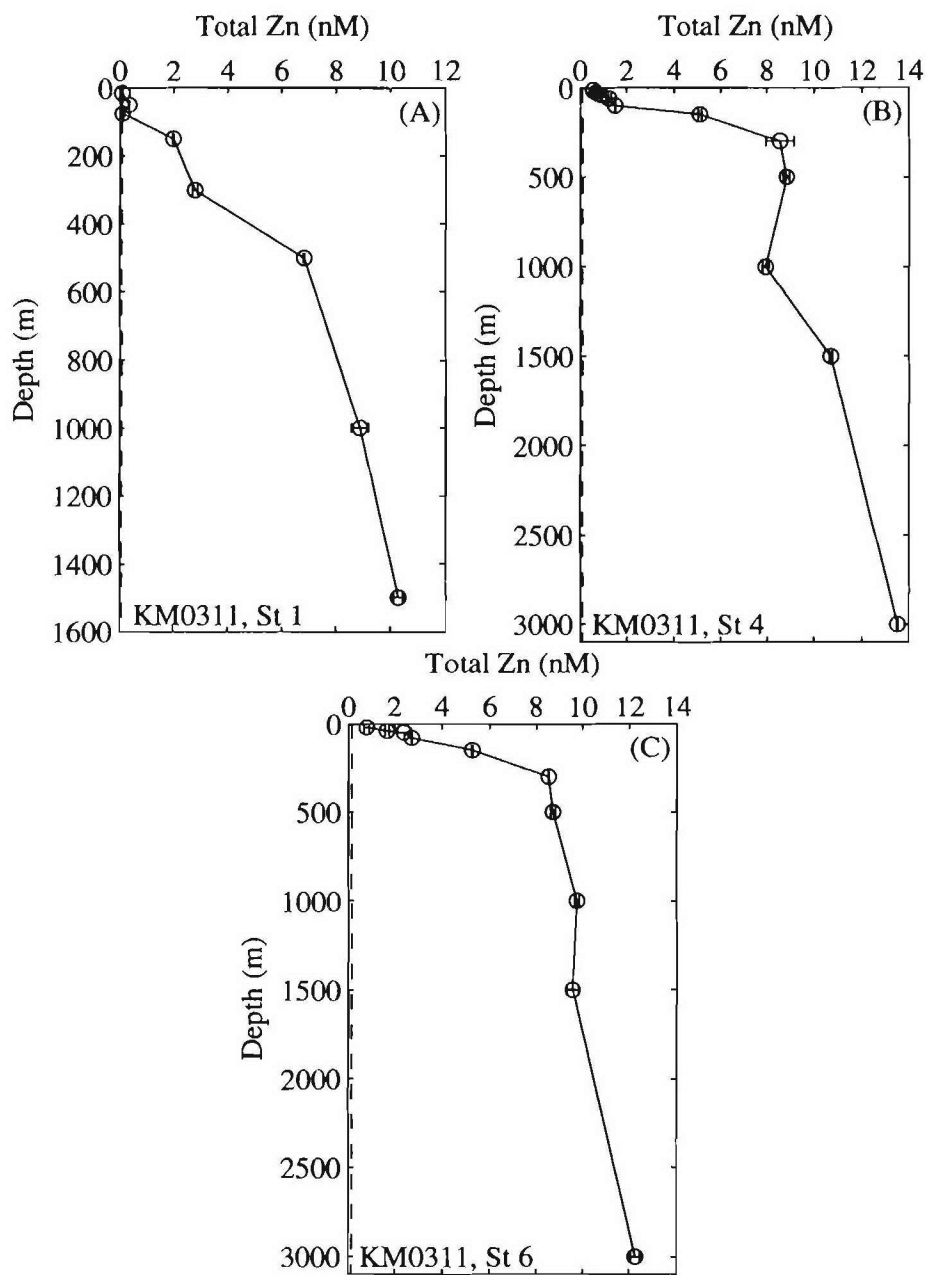 Total Zn (nM)
0 2 4 6 8 10 12
0
200
400
600
800
1000
1200
1400
1600
Depth (m)
(A)
KM0311, St 1
Total Zn (nM)
0 2 4 6 8 10 12 14
0
500
1000
1500
2000
2500
3000
Depth (m)
(B)
KM0311, St 4
Total Zn (nM)
0 2 4 6 8 10 12 14
0
500
1000
1500
2000
2500
3000
Depth (m)
(C)
KM0311, St 6